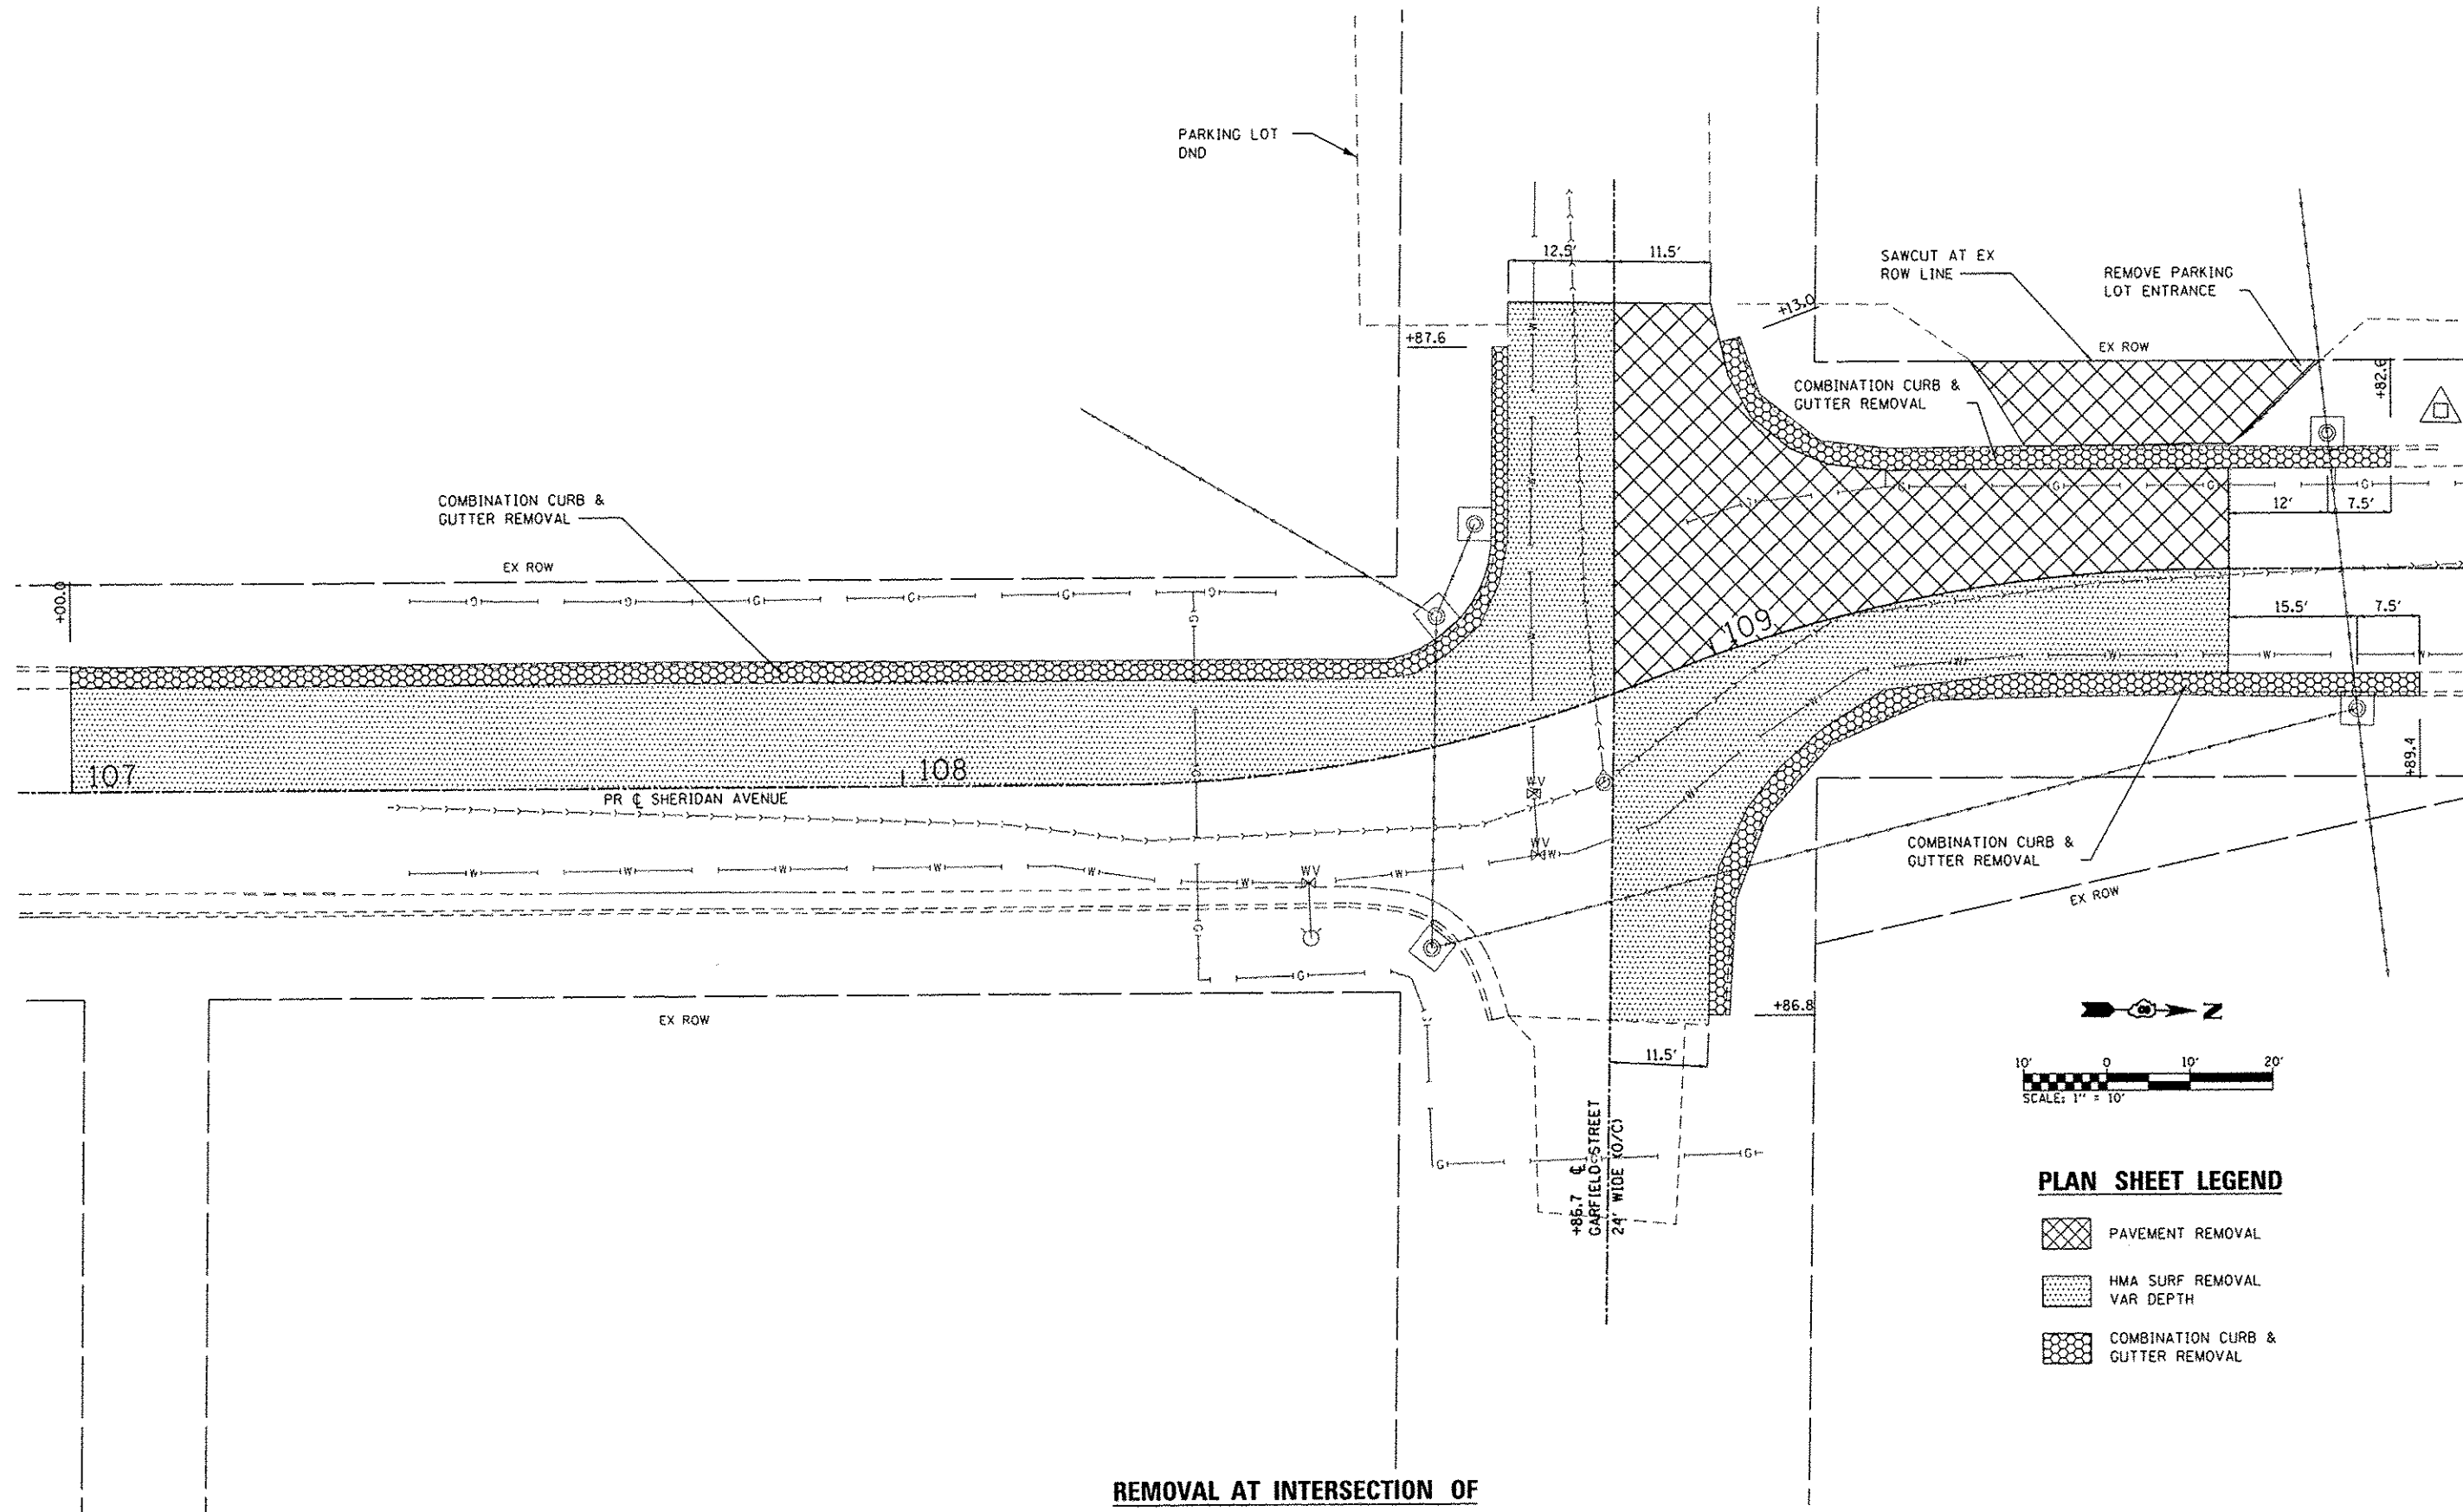 PARKING LOT
DND
12.5'
11.5'
SAWCUT AT EX
ROW LINE
REMOVE PARKING
LOT ENTRANCE
+13.0
+87.6
EX ROW
+82.6
COMBINATION CURB &
GUTTER REMOVAL
COMBINATION CURB &
GUTTER REMOVAL
12'
7.5'
EX ROW
+00.0
G G G G G G
G
G G G G G
W
W
W
W
109
15.5'
7.5'
W W W W W
107
108
PR ℄ SHERIDAN AVENUE
WV
WV
W
W
+89.4
COMBINATION CURB &
GUTTER REMOVAL
W W W W W W W
WV
G
G
G
G
EX ROW
EX ROW
+86.8
11.5'
N
10' 0 10' 20'
SCALE: 1" = 10'
+86.7 ℄
GARFIELD STREET
24' WIDE (O/C)
G G G
PLAN SHEET LEGEND
PAVEMENT REMOVAL
HMA SURF REMOVAL
VAR DEPTH
COMBINATION CURB &
GUTTER REMOVAL
REMOVAL AT INTERSECTION OF